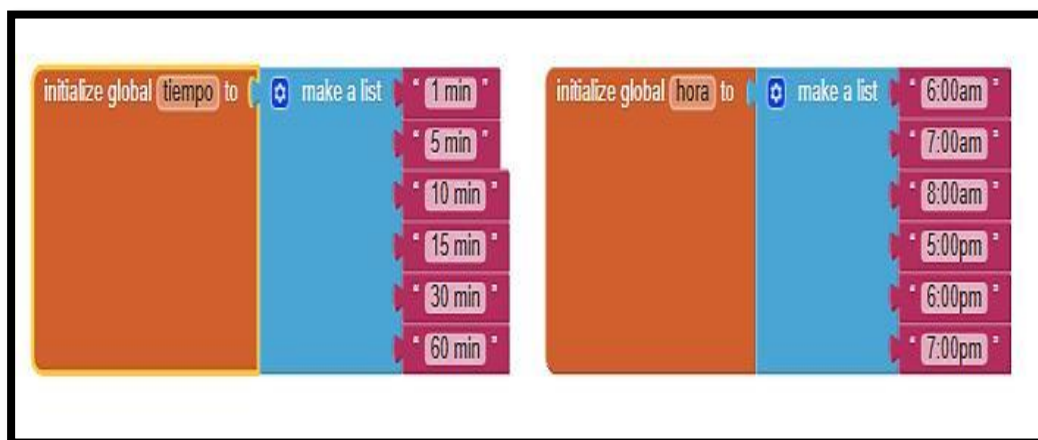 initialize global tiempo to make a list " 1 min "
" 5 min "
" 10 min "
" 15 min "
" 30 min "
" 60 min "
initialize global hora to make a list " 6:00am "
" 7:00am "
" 8:00am "
" 5:00pm "
" 6:00pm "
" 7:00pm "